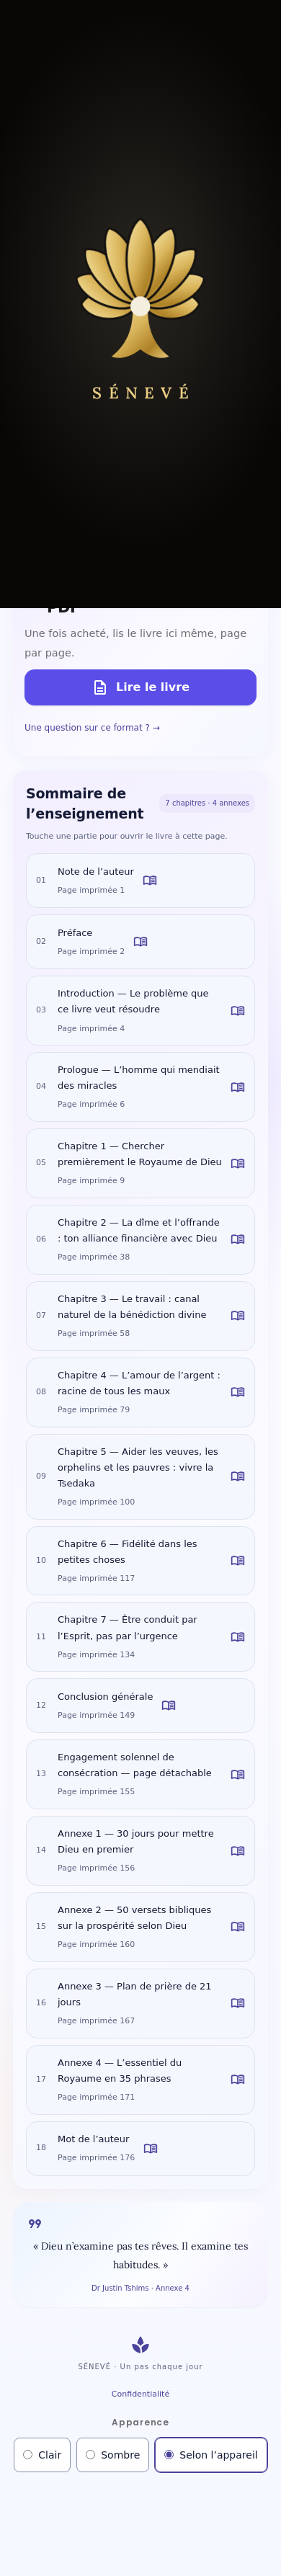 SÉNEVÉ
PDF
Une fois acheté, lis le livre ici même, page
par page.
Lire le livre
Une question sur ce format ? →
Sommaire de
l’enseignement
7 chapitres · 4 annexes
Touche une partie pour ouvrir le livre à cette page.
01
Note de l’auteur
Page imprimée 1
02
Préface
Page imprimée 2
03
Introduction — Le problème que
ce livre veut résoudre
Page imprimée 4
04
Prologue — L’homme qui mendiait
des miracles
Page imprimée 6
05
Chapitre 1 — Chercher
premièrement le Royaume de Dieu
Page imprimée 9
06
Chapitre 2 — La dîme et l’offrande
: ton alliance financière avec Dieu
Page imprimée 38
07
Chapitre 3 — Le travail : canal
naturel de la bénédiction divine
Page imprimée 58
08
Chapitre 4 — L’amour de l’argent :
racine de tous les maux
Page imprimée 79
09
Chapitre 5 — Aider les veuves, les
orphelins et les pauvres : vivre la
Tsedaka
Page imprimée 100
10
Chapitre 6 — Fidélité dans les
petites choses
Page imprimée 117
11
Chapitre 7 — Être conduit par
l’Esprit, pas par l’urgence
Page imprimée 134
12
Conclusion générale
Page imprimée 149
13
Engagement solennel de
consécration — page détachable
Page imprimée 155
14
Annexe 1 — 30 jours pour mettre
Dieu en premier
Page imprimée 156
15
Annexe 2 — 50 versets bibliques
sur la prospérité selon Dieu
Page imprimée 160
16
Annexe 3 — Plan de prière de 21
jours
Page imprimée 167
17
Annexe 4 — L’essentiel du
Royaume en 35 phrases
Page imprimée 171
18
Mot de l’auteur
Page imprimée 176
« Dieu n’examine pas tes rêves. Il examine tes
habitudes. »
Dr Justin Tshims · Annexe 4
SÉNEVÉ · Un pas chaque jour
Confidentialité
Apparence
Clair
Sombre
Selon l’appareil